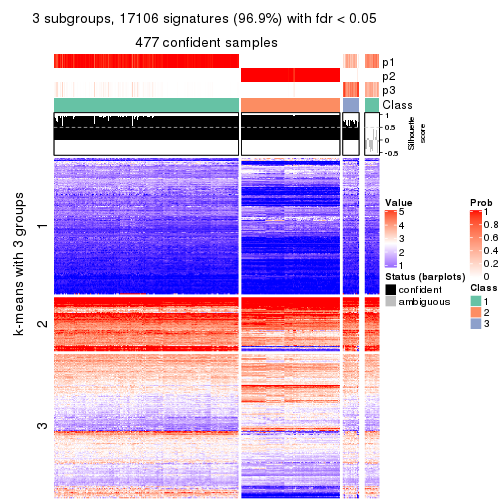 3 subgroups, 17106 signatures (96.9%) with fdr < 0.05
477 confident samples
p1
p2
p3
Class
1
0.5
0
-0.5
Silhouette
score
k-means with 3 groups
1
2
3
Value
5
4
3
2
1
Status (barplots)
confident
ambiguous
Prob
1
0.8
0.6
0.4
0.2
0
Class
1
2
3